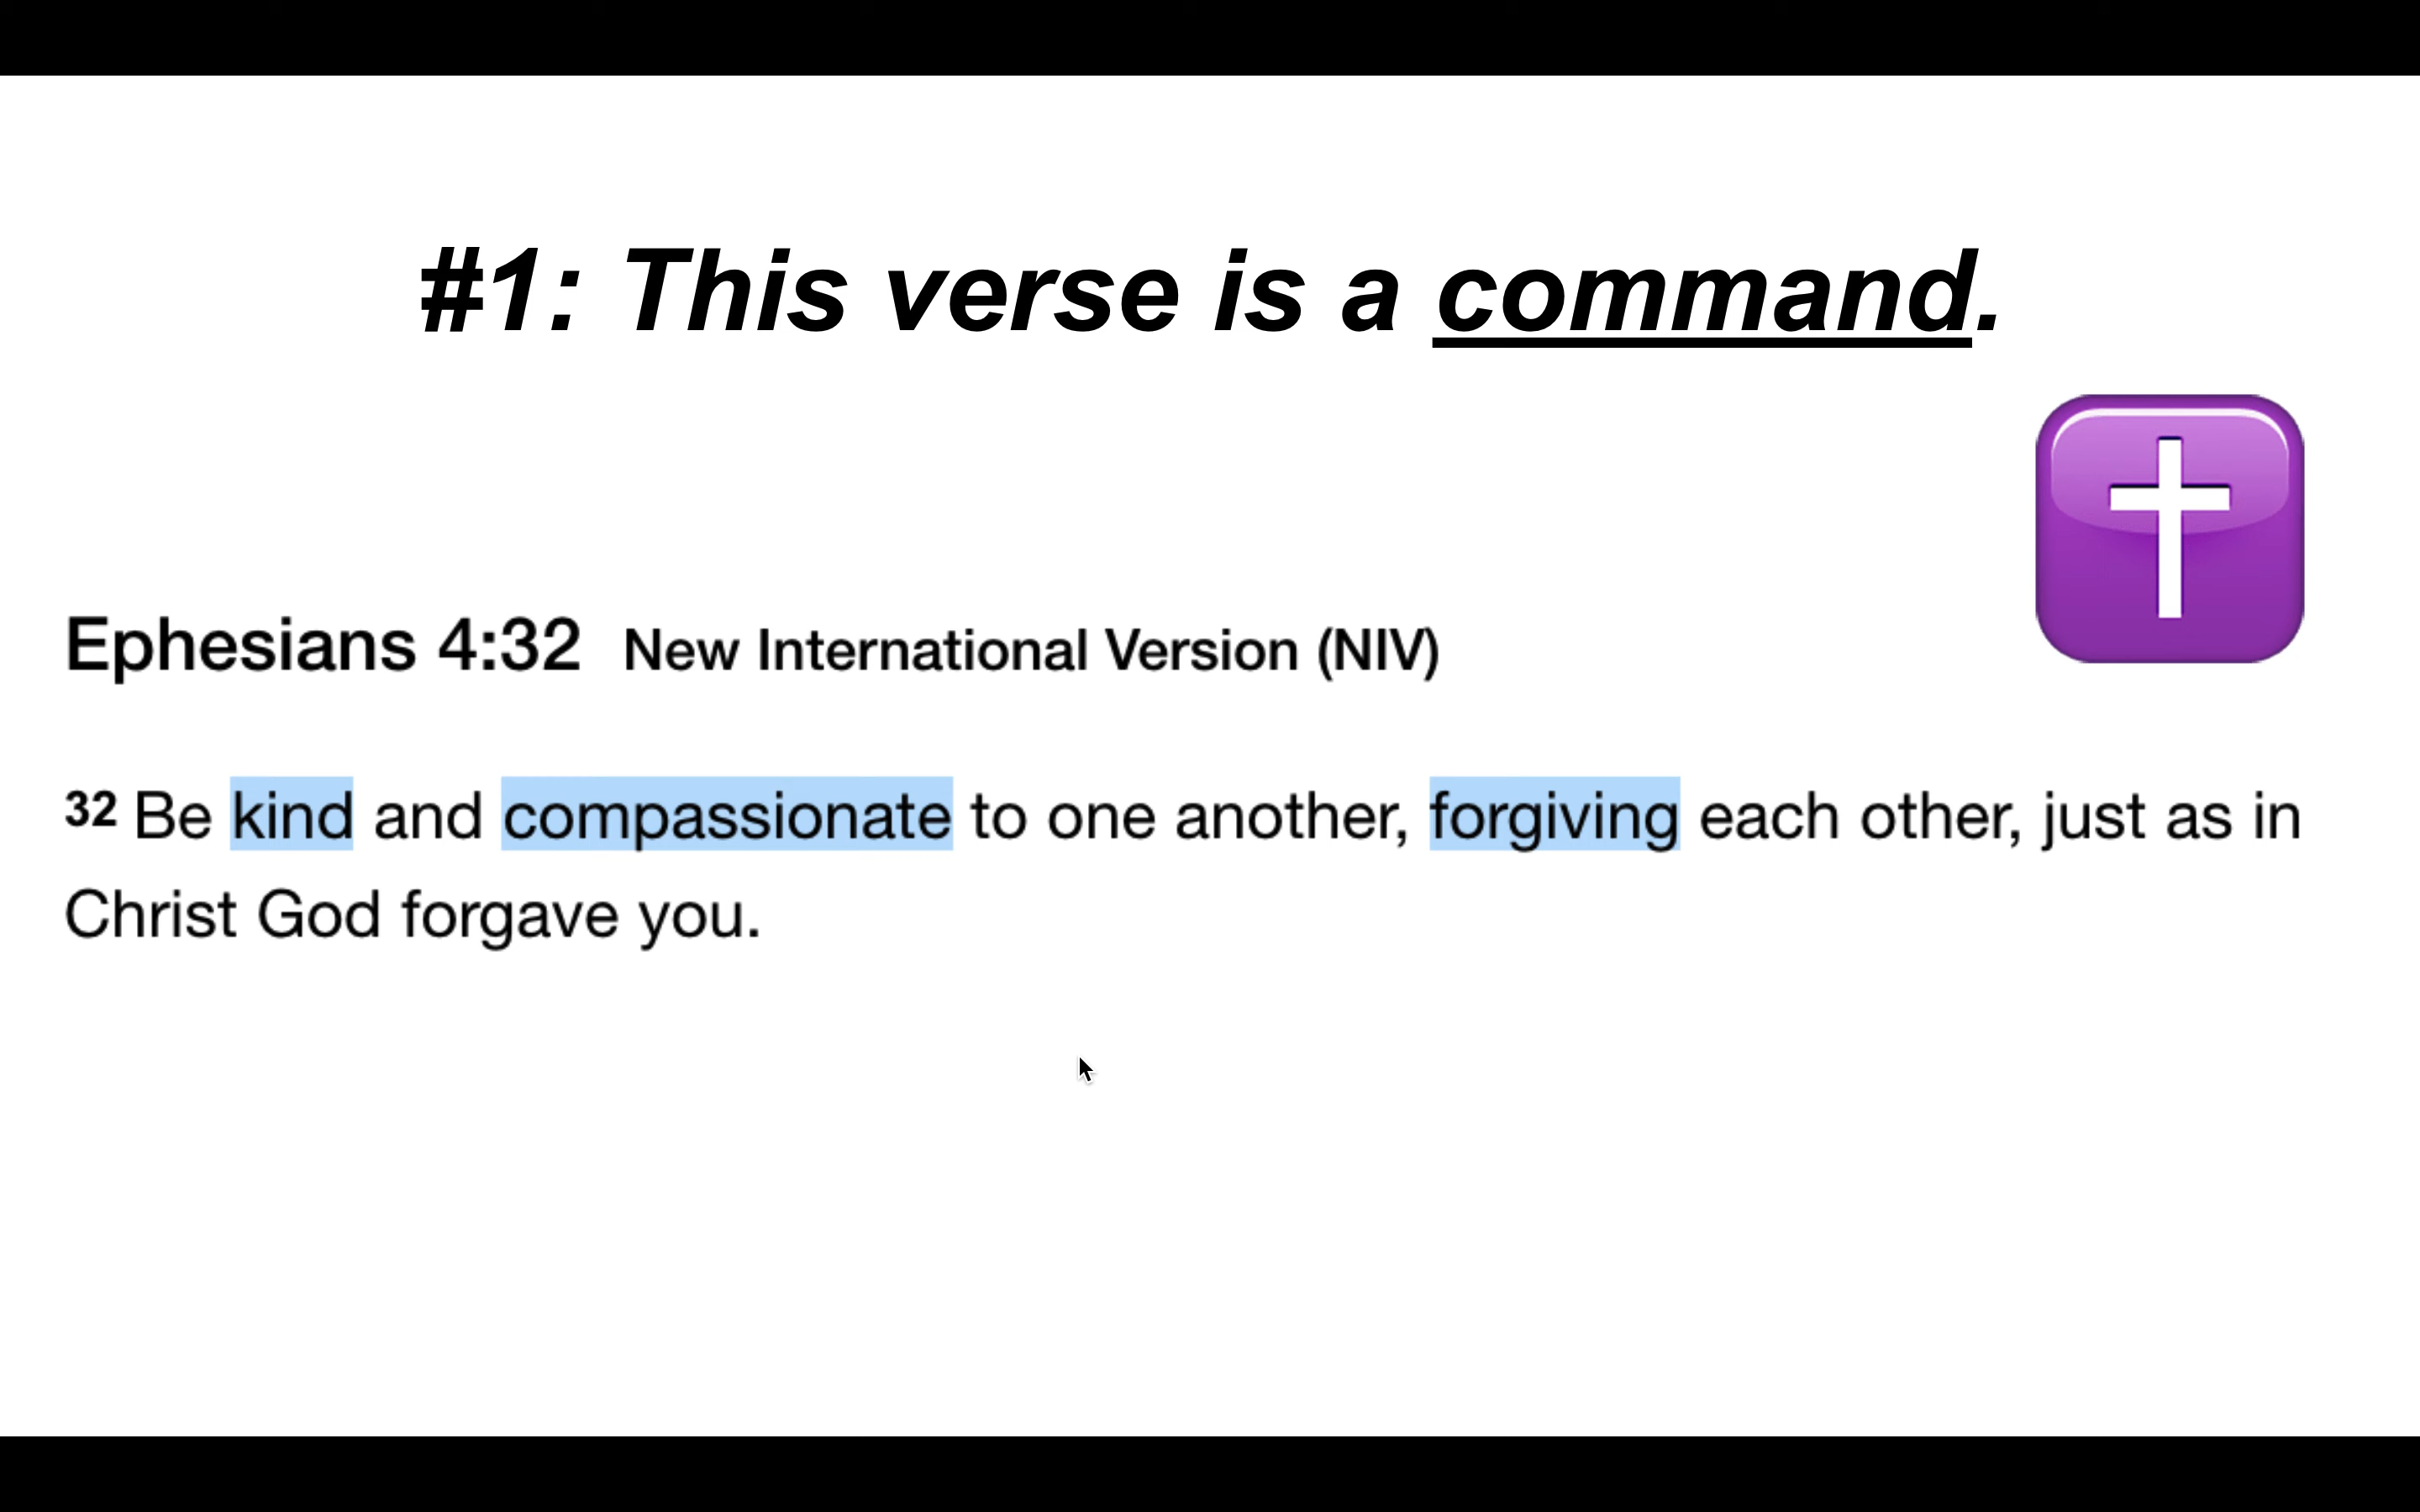 #1: This verse is a command.
Ephesians 4:32 New International Version (NIV)
32 Be kind and compassionate to one another, forgiving each other, just as in
Christ God forgave you.